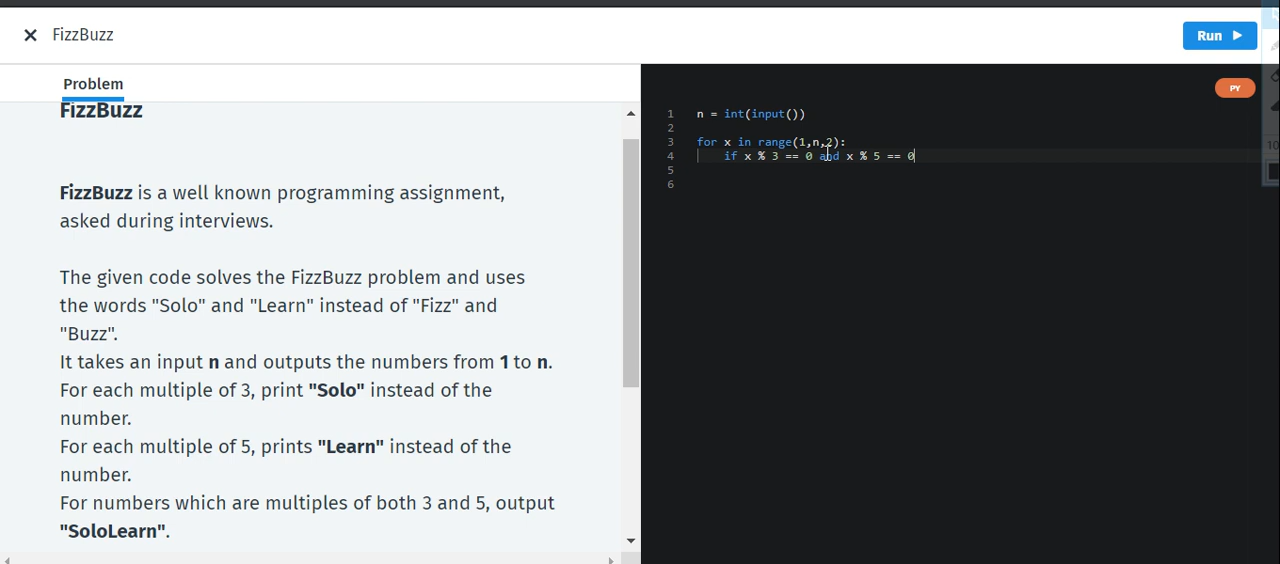 FizzBuzz
Run
Problem
FizzBuzz
FizzBuzz is a well known programming assignment,
asked during interviews.
The given code solves the FizzBuzz problem and uses
the words "Solo" and "Learn" instead of "Fizz" and
"Buzz".
It takes an input n and outputs the numbers from 1 to n.
For each multiple of 3, print "Solo" instead of the
number.
For each multiple of 5, prints "Learn" instead of the
number.
For numbers which are multiples of both 3 and 5, output
"SoloLearn".
PY
1 n = int(input())
2
3 for x in range(1,n,2):
4 if x % 3 == 0 and x % 5 == 0
5
6
10